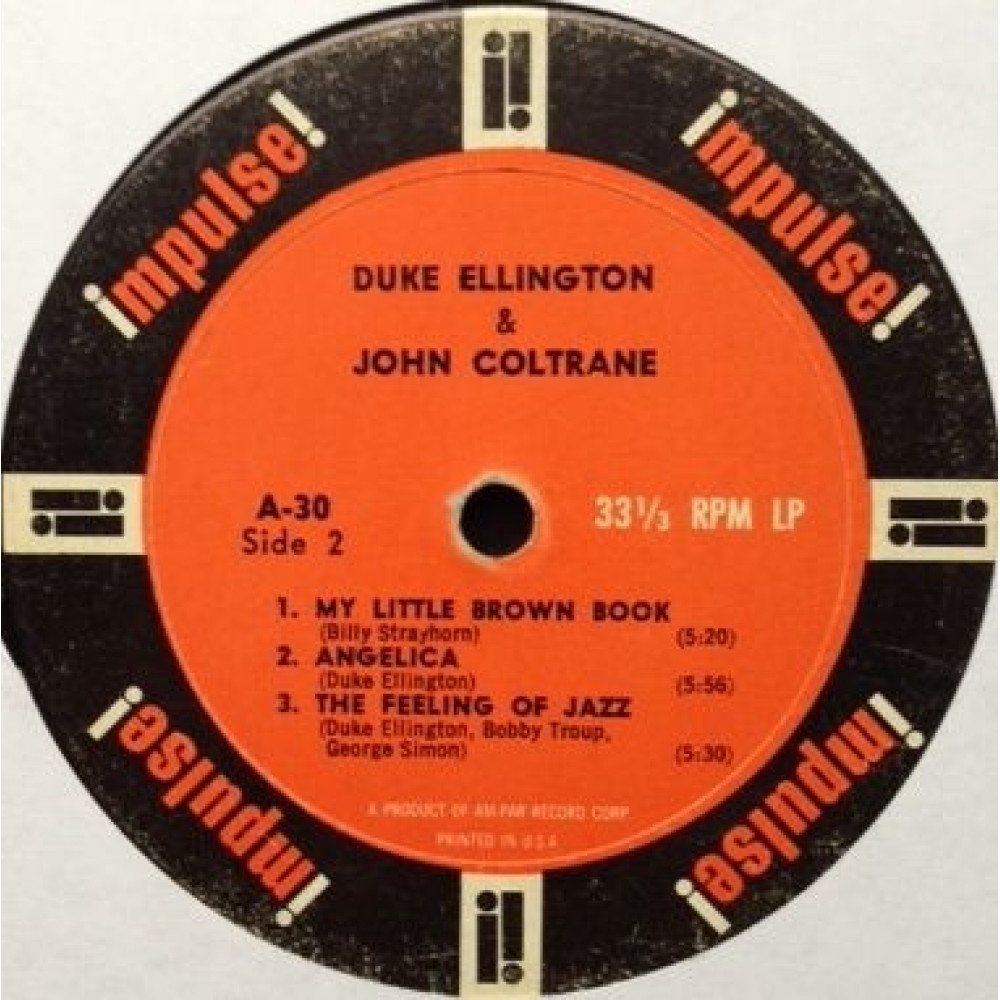 impulse!
impulse!
DUKE ELLINGTON
&
JOHN COLTRANE
A-30
Side 2
33⅓ RPM LP
1. MY LITTLE BROWN BOOK
(Billy Strayhorn) (5:20)
2. ANGELICA
(Duke Ellington) (5:56)
3. THE FEELING OF JAZZ
(Duke Ellington, Bobby Troup,
George Simon) (5:30)
A PRODUCT OF AM-PAR RECORD CORP.
PRINTED IN U.S.A.
impulse!
impulse!